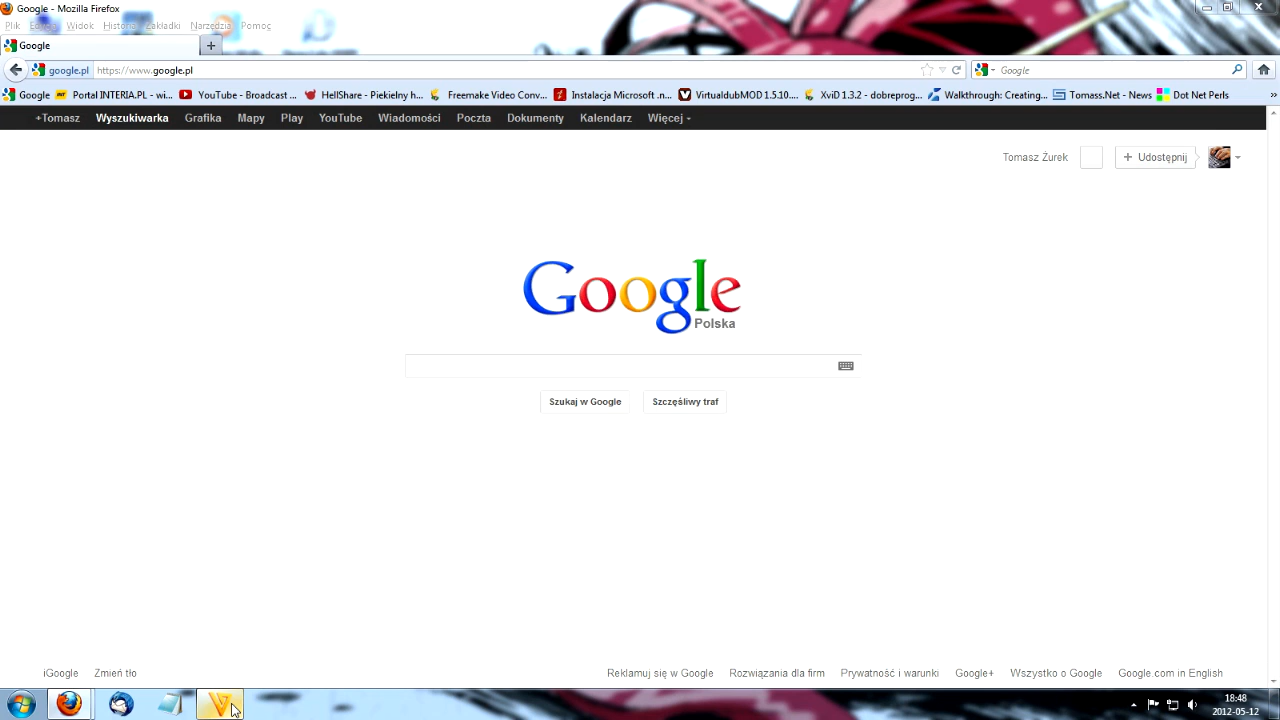 Google - Mozilla Firefox
Plik Edycja Widok Historia Zakładki Narzędzia Pomoc
Google
google.pl https://www.google.pl Google
Google Portal INTERIA.PL - wi... YouTube - Broadcast ... HellShare - Piekielny h... Freemake Video Conv... Instalacja Microsoft .n... VirtualdubMOD 1.5.10.... XviD 1.3.2 - dobreprog... Walkthrough: Creating... Tomass.Net - News Dot Net Perls »
+Tomasz Wyszukiwarka Grafika Mapy Play YouTube Wiadomości Poczta Dokumenty Kalendarz Więcej
Tomasz Żurek + Udostępnij
Google
Polska
Szukaj w Google Szczęśliwy traf
iGoogle Zmień tło Reklamuj się w Google Rozwiązania dla firm Prywatność i warunki Google+ Wszystko o Google Google.com in English
18:48
2012-05-12